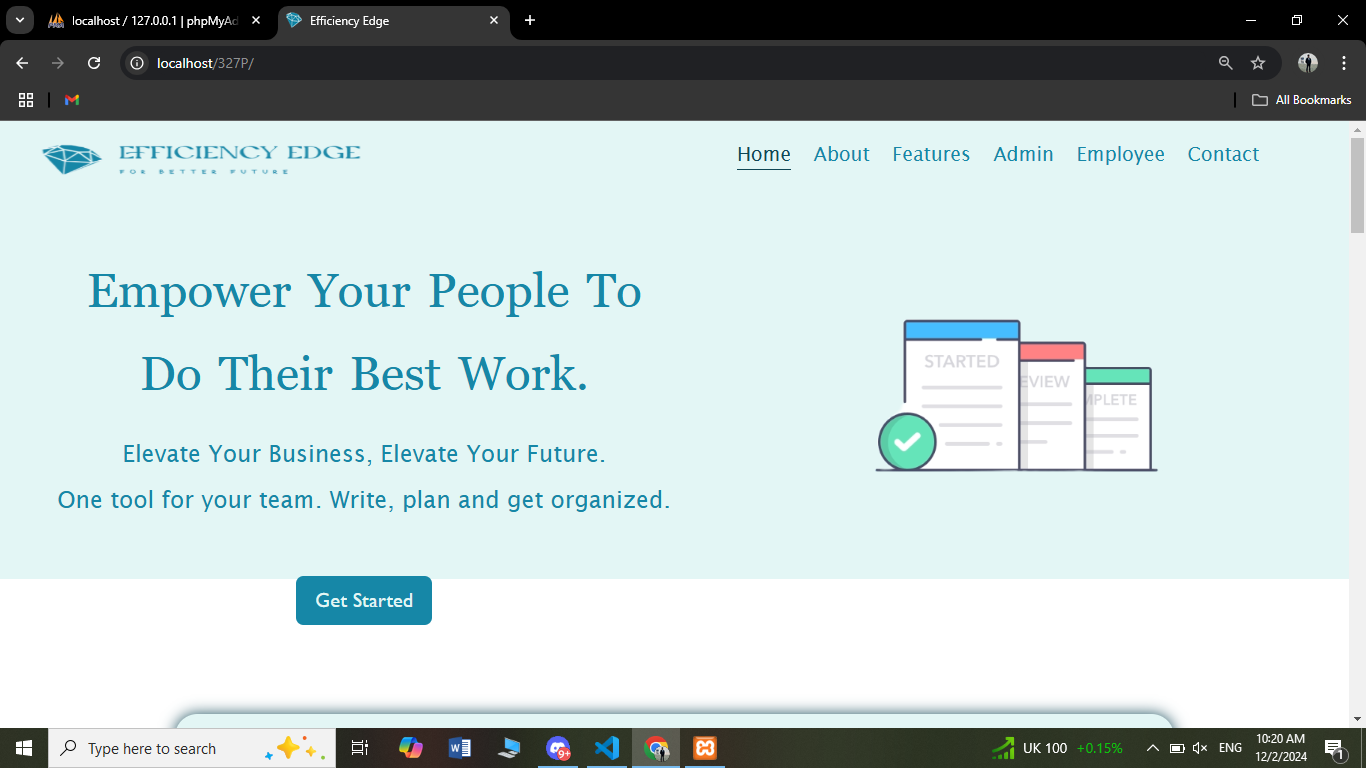 localhost / 127.0.0.1 | phpMyAd
Efficiency Edge
localhost/327P/
All Bookmarks
EFFICIENCY EDGE
FOR BETTER FUTURE
Home About Features Admin Employee Contact
Empower Your People To
Do Their Best Work.
Elevate Your Business, Elevate Your Future.
One tool for your team. Write, plan and get organized.
STARTED
EVIEW
MPLETE
Get Started
Type here to search
9+
UK 100 +0.15%
ENG
10:20 AM
12/2/2024
1